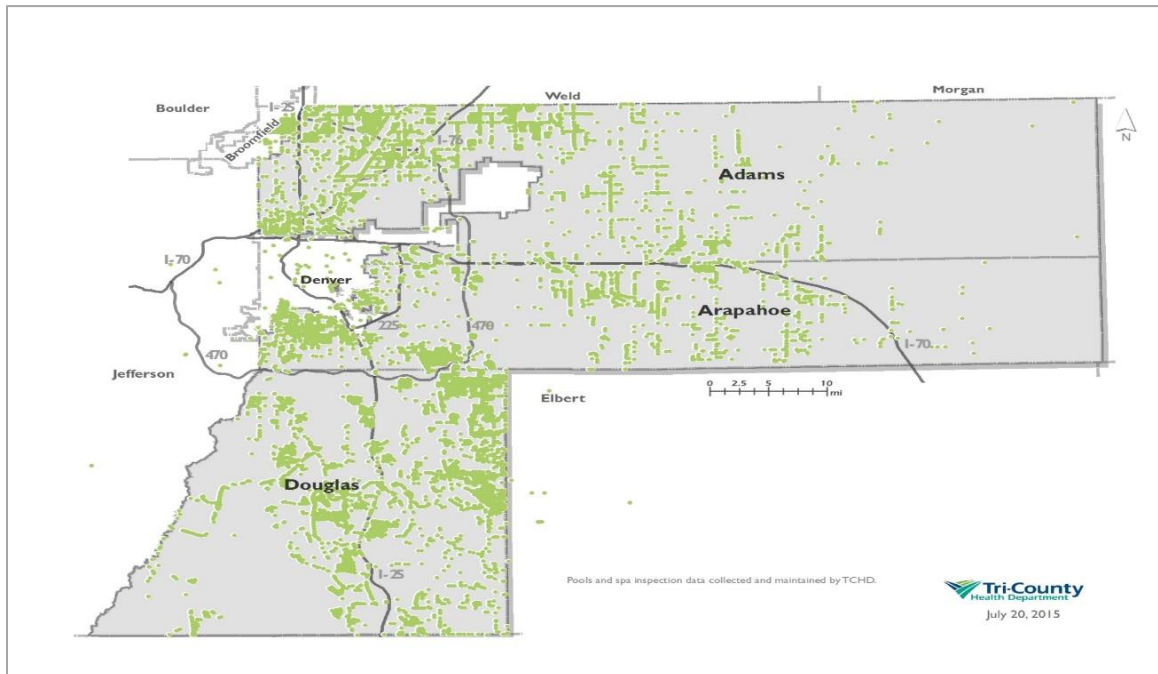 Weld
Morgan
Boulder
I-25
Broomfield
I-76
N
Adams
I-70
Denver
Arapahoe
225
470
470
I-70
Jefferson
0 2.5 5 10
mi
Elbert
Douglas
I-25
Pools and spa inspection data collected and maintained by TCHD.
Tri-County
Health Department
July 20, 2015